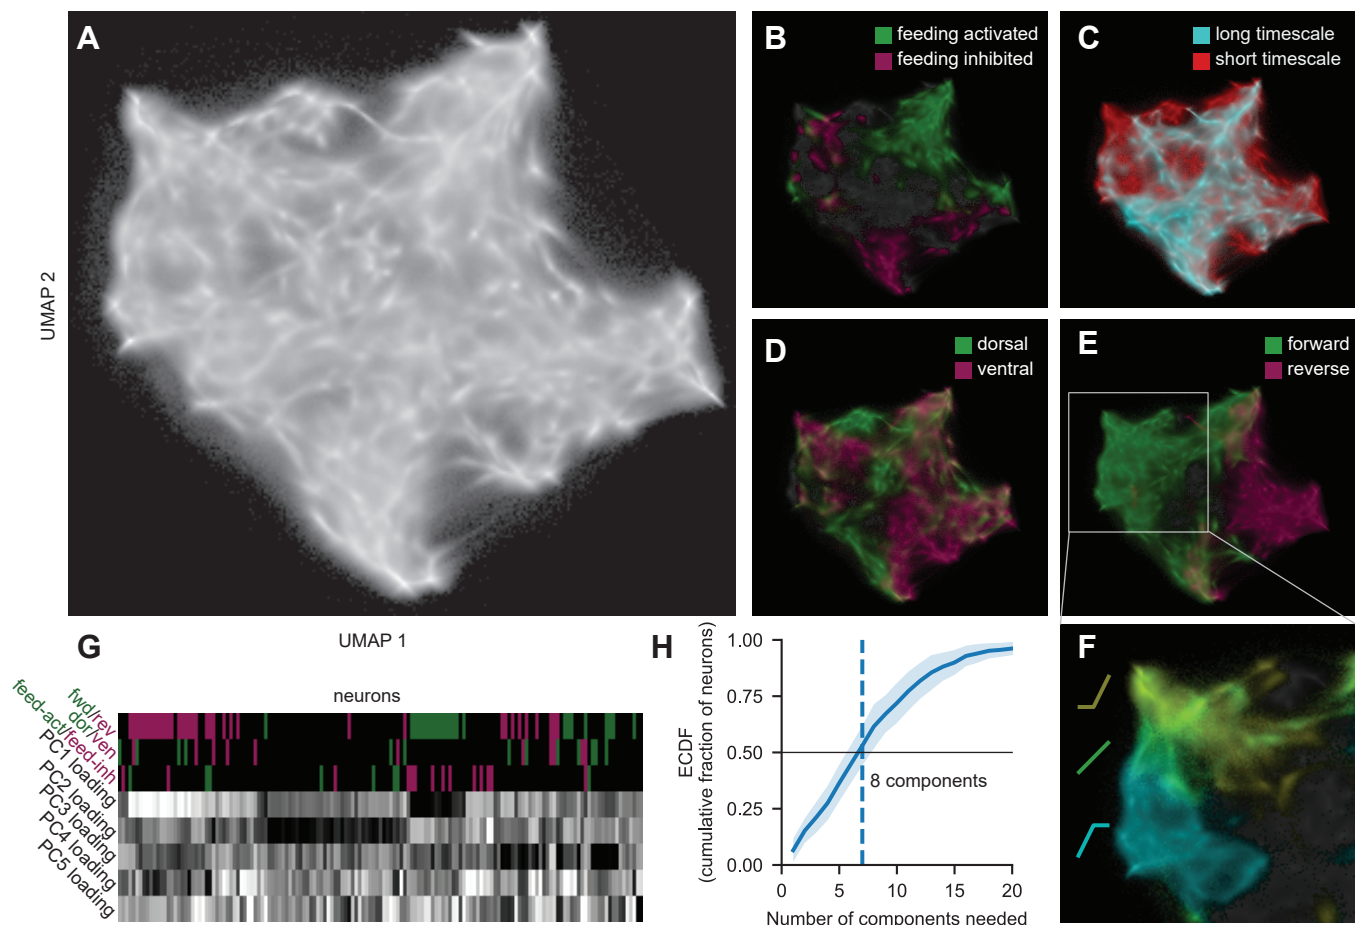 A
UMAP 2
UMAP 1
B
feeding activated
feeding inhibited
C
long timescale
short timescale
D
dorsal
ventral
E
forward
reverse
F
G
neurons
fwd/rev
dor/ven
feed-act/feed-inh
PC1 loading
PC2 loading
PC3 loading
PC4 loading
PC5 loading
H
ECDF
(cumulative fraction of neurons)
1.00
0.75
0.50
0.25
0.00
8 components
0 5 10 15 20
Number of components needed